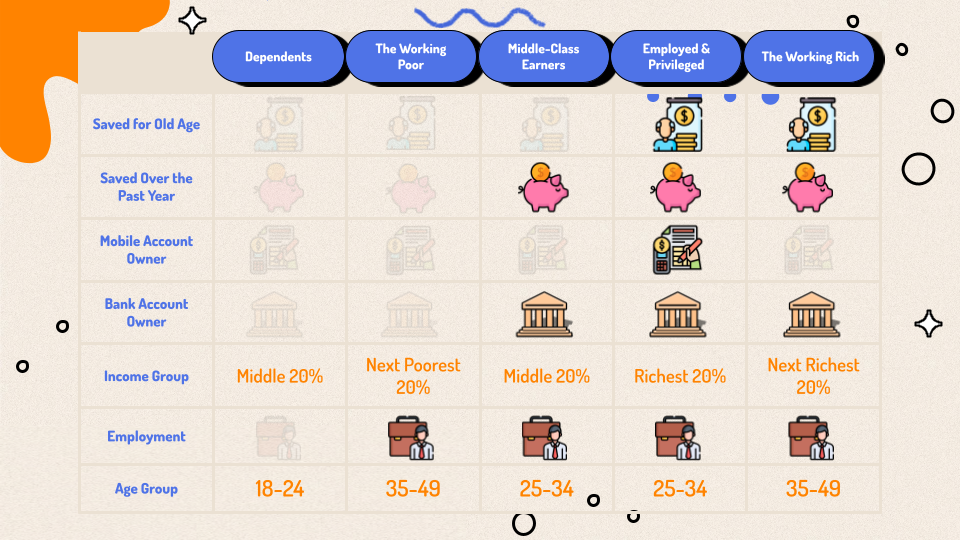 Dependents
The Working
Poor
Middle-Class
Earners
Employed &
Privileged
The Working Rich
Saved for Old Age
Saved Over the
Past Year
Mobile Account
Owner
Bank Account
Owner
Income Group
Middle 20%
Next Poorest
20%
Middle 20%
Richest 20%
Next Richest
20%
Employment
Age Group
18-24
35-49
25-34
25-34
35-49